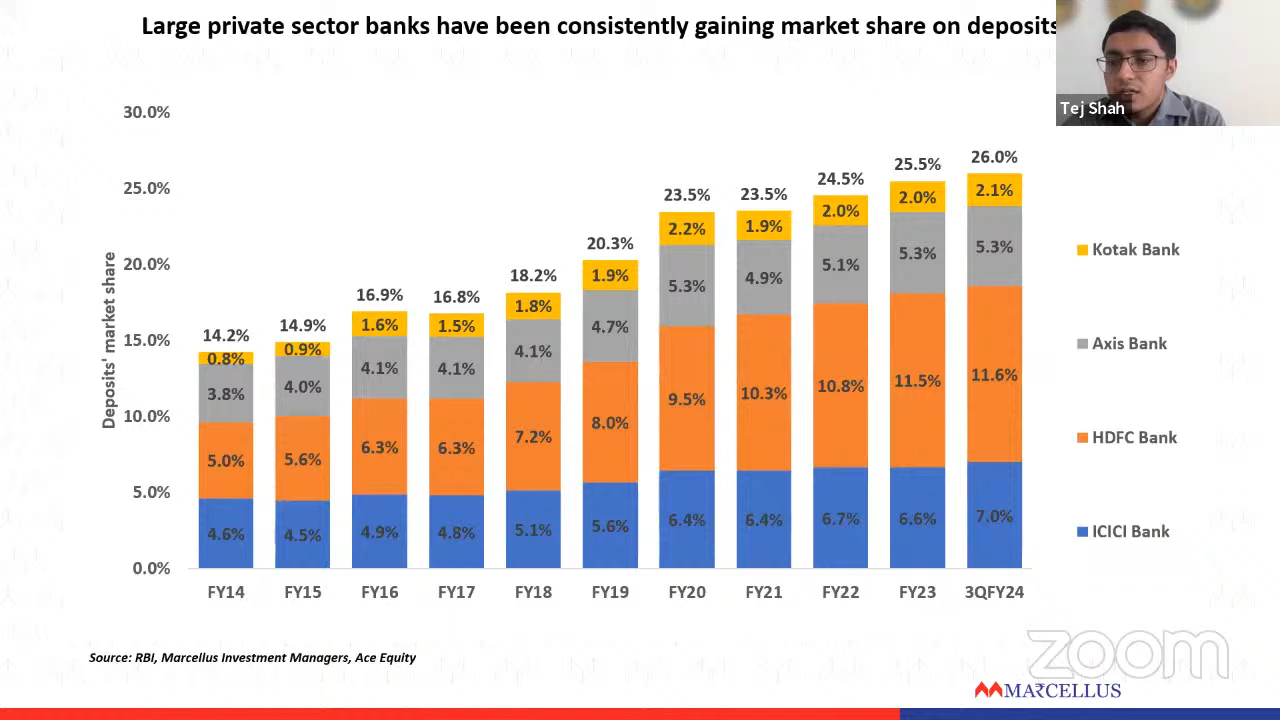 Large private sector banks have been consistently gaining market share on deposits
Tej Shah
Deposits' market share
30.0%
25.0%
20.0%
15.0%
10.0%
5.0%
0.0%
14.2% 14.9% 16.9% 16.8% 18.2% 20.3% 23.5% 23.5% 24.5% 25.5% 26.0%
0.8% 0.9% 1.6% 1.5% 1.8% 1.9% 2.2% 1.9% 2.0% 2.0% 2.1%
3.8% 4.0% 4.1% 4.1% 4.1% 4.7% 5.3% 4.9% 5.1% 5.3% 5.3%
5.0% 5.6% 6.3% 6.3% 7.2% 8.0% 9.5% 10.3% 10.8% 11.5% 11.6%
4.6% 4.5% 4.9% 4.8% 5.1% 5.6% 6.4% 6.4% 6.7% 6.6% 7.0%
FY14 FY15 FY16 FY17 FY18 FY19 FY20 FY21 FY22 FY23 3QFY24
Kotak Bank
Axis Bank
HDFC Bank
ICICI Bank
Source: RBI, Marcellus Investment Managers, Ace Equity
zoom
MARCELLUS